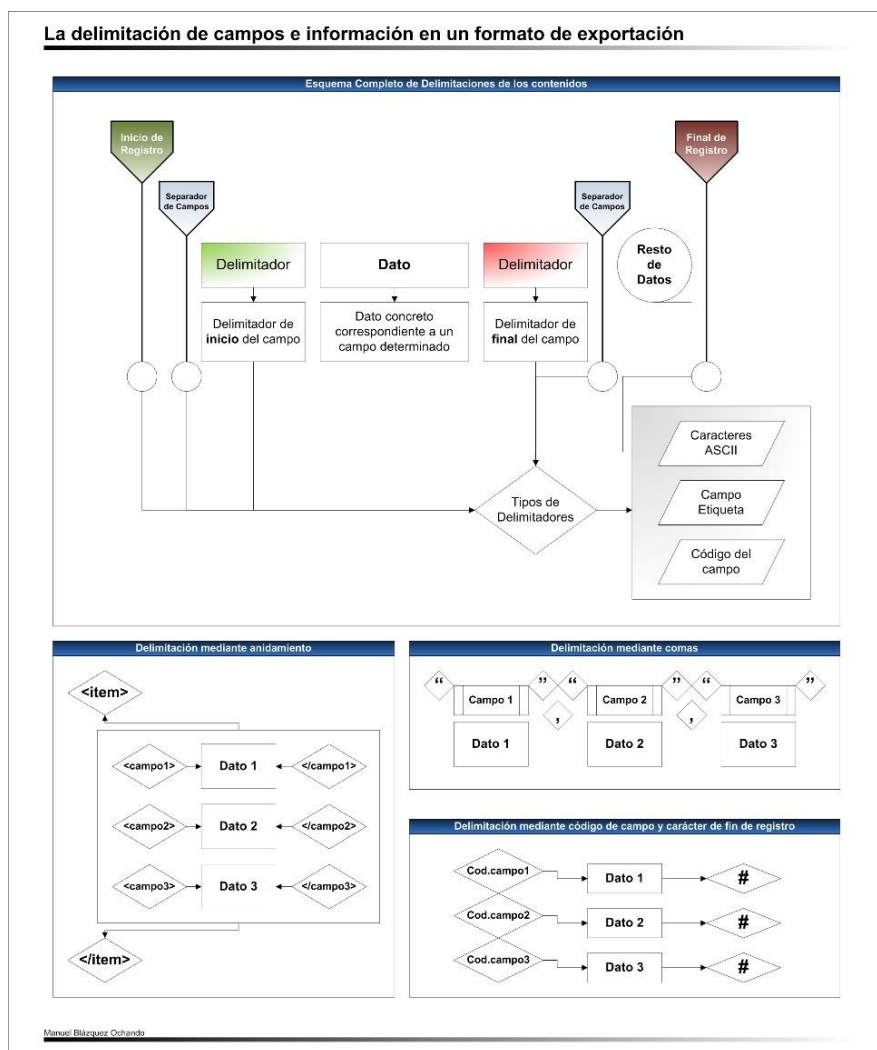 La delimitación de campos e información en un formato de exportación
Esquema Completo de Delimitaciones de los contenidos
Inicio de
Registro
Final de
Registro
Separador
de Campos
Separador
de Campos
Delimitador
Dato
Delimitador
Resto
de
Datos
Delimitador de
inicio del campo
Dato concreto
correspondiente a un
campo determinado
Delimitador de
final del campo
Tipos de
Delimitadores
Caracteres
ASCII
Campo
Etiqueta
Código del
campo
Delimitación mediante anidamiento
<item>
<campo1> Dato 1 </campo1>
<campo2> Dato 2 </campo2>
<campo3> Dato 3 </campo3>
</item>
Delimitación mediante comas
“ Campo 1 ” “ Campo 2 ” “ Campo 3 ”
, ,
Dato 1 Dato 2 Dato 3
Delimitación mediante código de campo y carácter de fin de registro
Cod.campo1 Dato 1 #
Cod.campo2 Dato 2 #
Cod.campo3 Dato 3 #
Manuel Blázquez Ochando